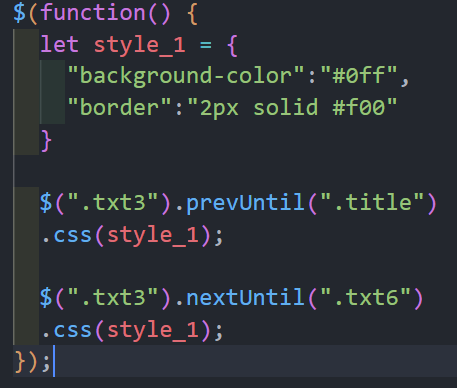 $(function() {
  let style_1 = {
    "background-color":"#0ff",
    "border":"2px solid #f00"
  }

  $(".txt3").prevUntil(".title")
  .css(style_1);

  $(".txt3").nextUntil(".txt6")
  .css(style_1);
});